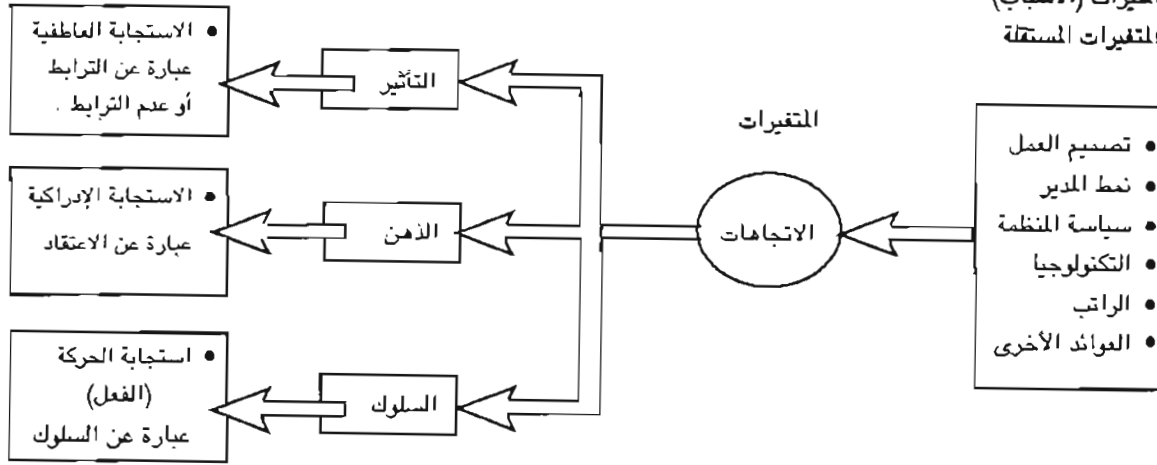 لمتغيرات المستقلة
• تصميم العمل
• نمط المدير
• سياسة المنظمة
• التكنولوجيا
• الراتب
• العوائد الأخرى
المتغيرات
الاتجاهات
التأثير
الذهن
السلوك
• الاستجابة العاطفية
عبارة عن الترابط
أو عدم الترابط .
• الاستجابة الإدراكية
عبارة عن الاعتقاد
• استجابة الحركة
(الفعل)
عبارة عن السلوك